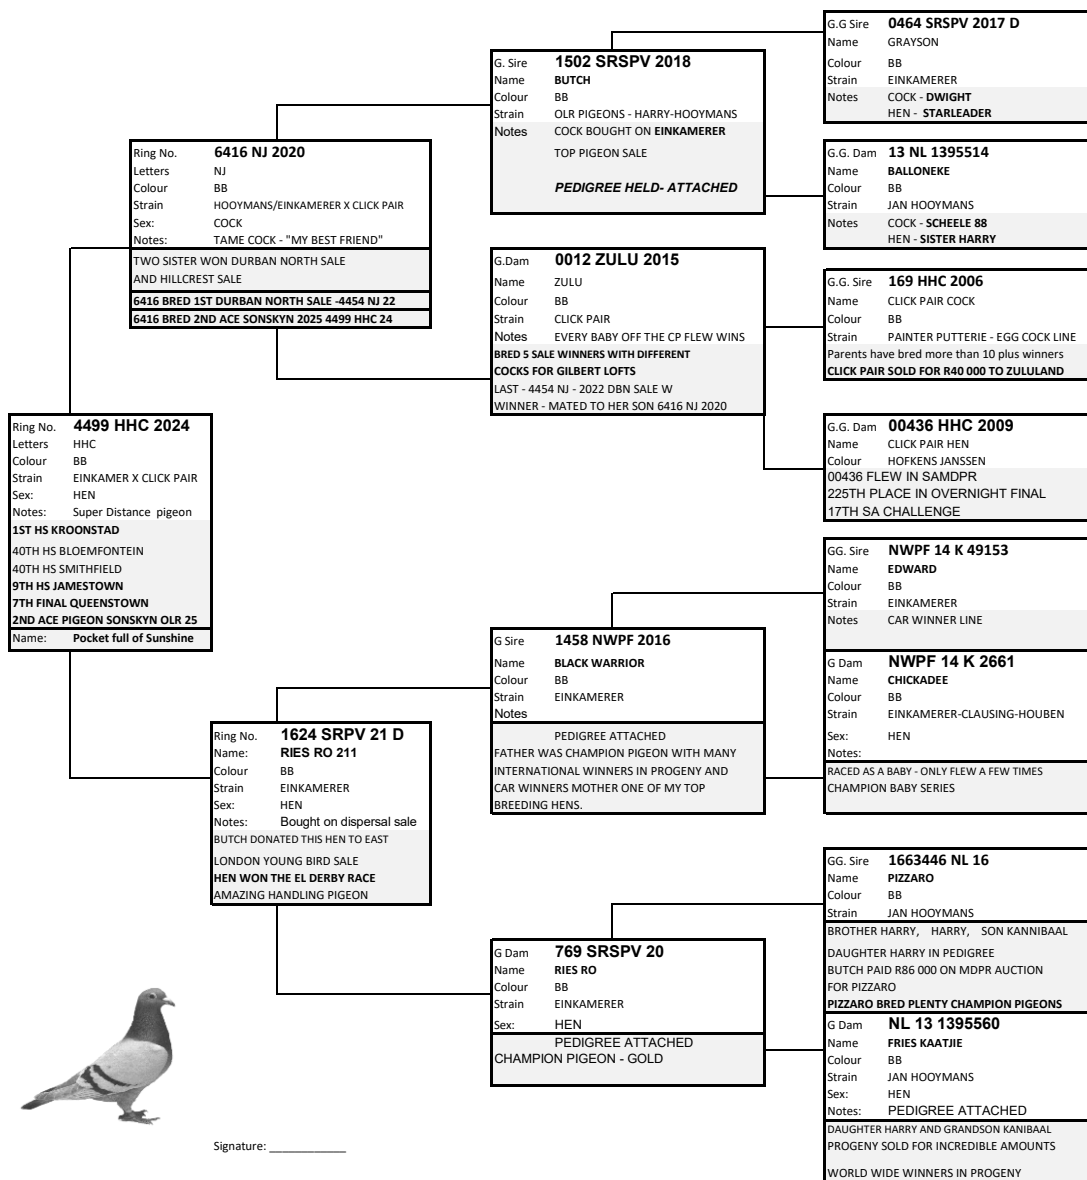 G.G Sire 0464 SRSPV 2017 D
Name GRAYSON
Colour BB
Strain EINKAMERER
Notes COCK - DWIGHT
HEN - STARLEADER
G. Sire 1502 SRSPV 2018
Name BUTCH
Colour BB
Strain OLR PIGEONS - HARRY-HOOYMANS
Notes COCK BOUGHT ON EINKAMERER
TOP PIGEON SALE
PEDIGREE HELD- ATTACHED
G.G. Dam 13 NL 1395514
Name BALLONEKE
Colour BB
Strain JAN HOOYMANS
Notes COCK - SCHEELE 88
HEN - SISTER HARRY
Ring No. 6416 NJ 2020
Letters NJ
Colour BB
Strain HOOYMANS/EINKAMERER X CLICK PAIR
Sex: COCK
Notes: TAME COCK - "MY BEST FRIEND"
TWO SISTER WON DURBAN NORTH SALE
AND HILLCREST SALE
6416 BRED 1ST DURBAN NORTH SALE -4454 NJ 22
6416 BRED 2ND ACE SONSKYN 2025 4499 HHC 24
G.Dam 0012 ZULU 2015
Name ZULU
Colour BB
Strain CLICK PAIR
Notes EVERY BABY OFF THE CP FLEW WINS
BRED 5 SALE WINNERS WITH DIFFERENT
COCKS FOR GILBERT LOFTS
LAST - 4454 NJ - 2022 DBN SALE W
WINNER - MATED TO HER SON 6416 NJ 2020
G.G. Sire 169 HHC 2006
Name CLICK PAIR COCK
Colour BB
Strain PAINTER PUTTERIE - EGG COCK LINE
Parents have bred more than 10 plus winners
CLICK PAIR SOLD FOR R40 000 TO ZULULAND
G.G. Dam 00436 HHC 2009
Name CLICK PAIR HEN
Colour HOFKENS JANSSEN
00436 FLEW IN SAMDPR
225TH PLACE IN OVERNIGHT FINAL
17TH SA CHALLENGE
Ring No. 4499 HHC 2024
Letters HHC
Colour BB
Strain EINKAMER X CLICK PAIR
Sex: HEN
Notes: Super Distance pigeon
1ST HS KROONSTAD
40TH HS BLOEMFONTEIN
40TH HS SMITHFIELD
9TH HS JAMESTOWN
7TH FINAL QUEENSTOWN
2ND ACE PIGEON SONSKYN OLR 25
Name: Pocket full of Sunshine
GG. Sire NWPF 14 K 49153
Name EDWARD
Colour BB
Strain EINKAMERER
Notes CAR WINNER LINE
G Sire 1458 NWPF 2016
Name BLACK WARRIOR
Colour BB
Strain EINKAMERER
Notes
PEDIGREE ATTACHED
FATHER WAS CHAMPION PIGEON WITH MANY
INTERNATIONAL WINNERS IN PROGENY AND
CAR WINNERS MOTHER ONE OF MY TOP
BREEDING HENS.
G Dam NWPF 14 K 2661
Name CHICKADEE
Colour BB
Strain EINKAMERER-CLAUSING-HOUBEN
Sex: HEN
Notes:
RACED AS A BABY - ONLY FLEW A FEW TIMES
CHAMPION BABY SERIES
Ring No. 1624 SRPV 21 D
Name: RIES RO 211
Colour BB
Strain EINKAMERER
Sex: HEN
Notes: Bought on dispersal sale
BUTCH DONATED THIS HEN TO EAST
LONDON YOUNG BIRD SALE
HEN WON THE EL DERBY RACE
AMAZING HANDLING PIGEON
GG. Sire 1663446 NL 16
Name PIZZARO
Colour BB
Strain JAN HOOYMANS
BROTHER HARRY, HARRY, SON KANNIBAAL
DAUGHTER HARRY IN PEDIGREE
BUTCH PAID R86 000 ON MDPR AUCTION
FOR PIZZARO
PIZZARO BRED PLENTY CHAMPION PIGEONS
G Dam 769 SRSPV 20
Name RIES RO
Colour BB
Strain EINKAMERER
Sex: HEN
PEDIGREE ATTACHED
CHAMPION PIGEON - GOLD
G Dam NL 13 1395560
Name FRIES KAATJIE
Colour BB
Strain JAN HOOYMANS
Sex: HEN
Notes: PEDIGREE ATTACHED
DAUGHTER HARRY AND GRANDSON KANIBAAL
PROGENY SOLD FOR INCREDIBLE AMOUNTS
WORLD WIDE WINNERS IN PROGENY
Signature: ____________